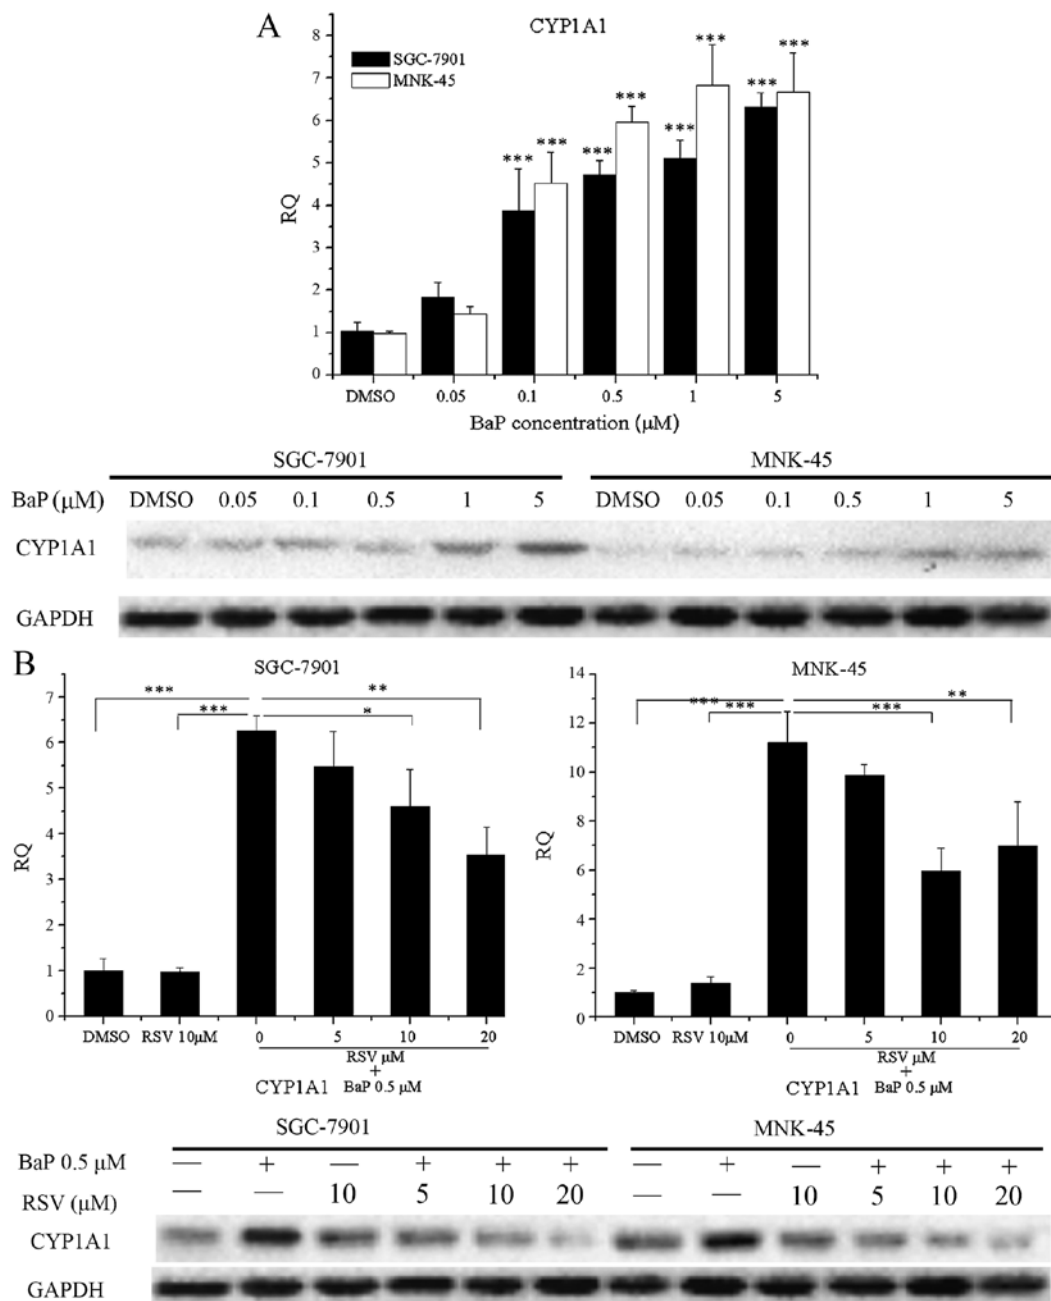 A
CYP1A1
8
7
6
5
4
3
2
1
0
RQ
SGC-7901
MNK-45
*** *** *** *** *** *** *** ***
DMSO 0.05 0.1 0.5 1 5
BaP concentration (μM)
SGC-7901 MNK-45
BaP (μM) DMSO 0.05 0.1 0.5 1 5 DMSO 0.05 0.1 0.5 1 5
CYP1A1
GAPDH
B
SGC-7901
7
6
5
4
3
2
1
0
RQ
*** **
*** *
DMSO RSV 10μM 0 5 10 20
RSV μM
+
CYP1A1 BaP 0.5 μM
MNK-45
14
12
10
8
6
4
2
0
RQ
*** **
*** ***
DMSO RSV 10μM 0 5 10 20
RSV μM
+
CYP1A1 BaP 0.5 μM
SGC-7901 MNK-45
BaP 0.5 μM — + — + + + — + — + + +
RSV (μM) — — 10 5 10 20 — — 10 5 10 20
CYP1A1
GAPDH